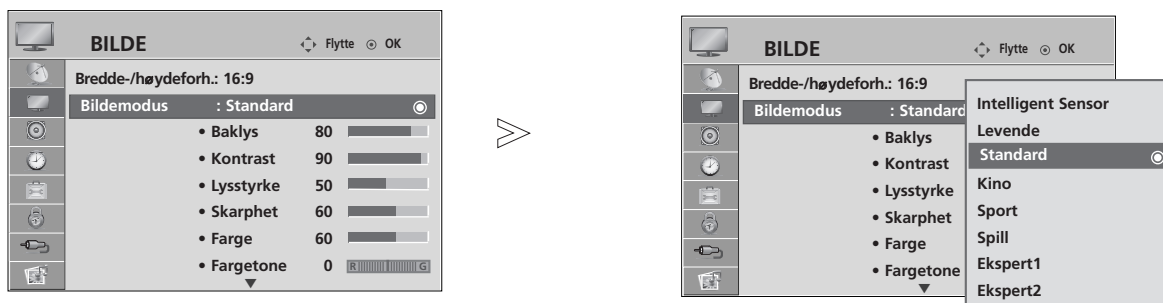 BILDE
Flytte OK
Bredde-/høydeforh.: 16:9
Bildemodus : Standard
• Baklys 80
• Kontrast 90
• Lysstyrke 50
• Skarphet 60
• Farge 60
• Fargetone 0 R G
BILDE
Flytte OK
Bredde-/høydeforh.: 16:9
Bildemodus : Standard
• Baklys
• Kontrast
• Lysstyrke
• Skarphet
• Farge
• Fargetone
Intelligent Sensor
Levende
Standard
Kino
Sport
Spill
Ekspert1
Ekspert2